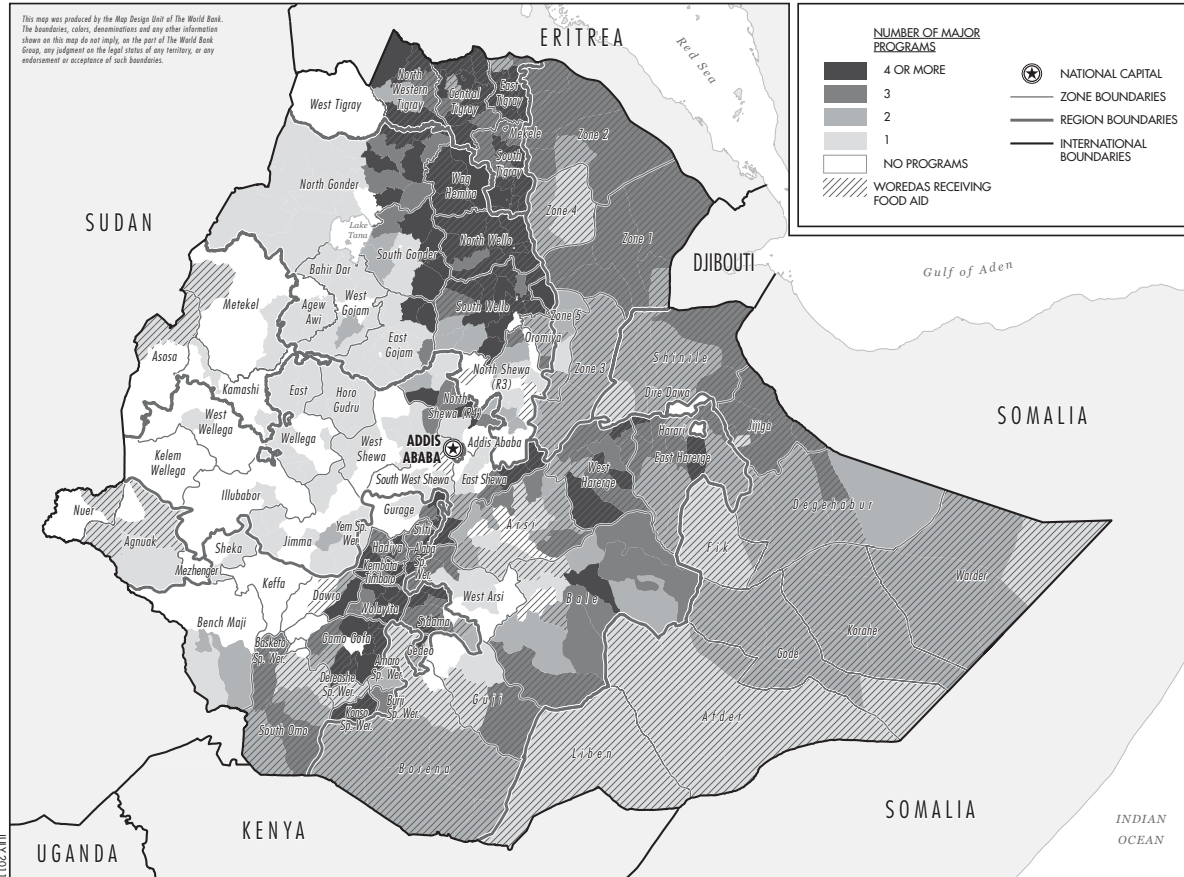 This map was produced by the Map Design Unit of The World Bank.
The boundaries, colors, denominations and any other information
shown on this map do not imply, on the part of The World Bank
Group, any judgment on the legal status of any territory, or any
endorsement or acceptance of such boundaries.
NUMBER OF MAJOR
PROGRAMS
4 OR MORE
3
2
1
NO PROGRAMS
WOREDAS RECEIVING
FOOD AID
NATIONAL CAPITAL
ZONE BOUNDARIES
REGION BOUNDARIES
INTERNATIONAL
BOUNDARIES
ERITREA
Red Sea
West Tigray
North
Western
Tigray
Central
Tigray
East
Tigray
Mekele
South
Tigray
Zone 2
North Gonder
Wag
Hemira
Zone 4
Zone 1
SUDAN
Lake
Tana
South Gonder
North Wello
DJIBOUTI
Gulf of Aden
Bahir Dar
Metekel
Agew
Awi
West
Gojam
South Wello
Zone 5
Oromiya
East
Gojam
Asosa
Kamashi
East
Wellega
Horo
Gudru
North Shewa
(R3)
North
Shewa (R4)
Zone 3
Shinile
Dire Dawa
Jijiga
Harari
East Harerge
West
Harerge
SOMALIA
West
Wellega
Kelem
Wellega
West
Shewa
ADDIS
ABABA
Addis Ababa
South West Shewa
East Shewa
Illubabor
Nuer
Agnuak
Gurage
Yem Sp.
Wer.
Silti
Arsi
Degehabur
Fik
Jimma
Sheka
Mezhenger
Hadiya
Alaba
Sp.
Wer.
Kembata
Timbaro
Keffa
Dawro
Wolayita
West Arsi
Bale
Warder
Bench Maji
Sidama
Korahe
Gamo Gofa
Gedeo
Basketo
Sp. Wer.
Amaro
Sp. Wer.
Gode
Derashe
Sp. Wer.
Burji
Sp. Wer.
Konso
Sp. Wer.
Guji
South Omo
Afder
Liben
Borena
SOMALIA
KENYA
UGANDA
INDIAN
OCEAN
JULY 2011